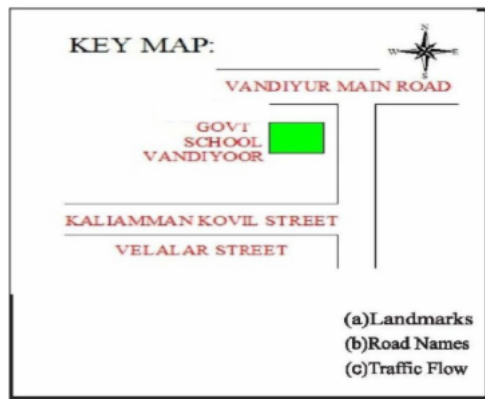 KEY MAP:
N
W E
S
VANDIYUR MAIN ROAD
GOVT
SCHOOL
VANDIYOOR
KALIAMMAN KOVIL STREET
VELALAR STREET
(a)Landmarks
(b)Road Names
(c)Traffic Flow